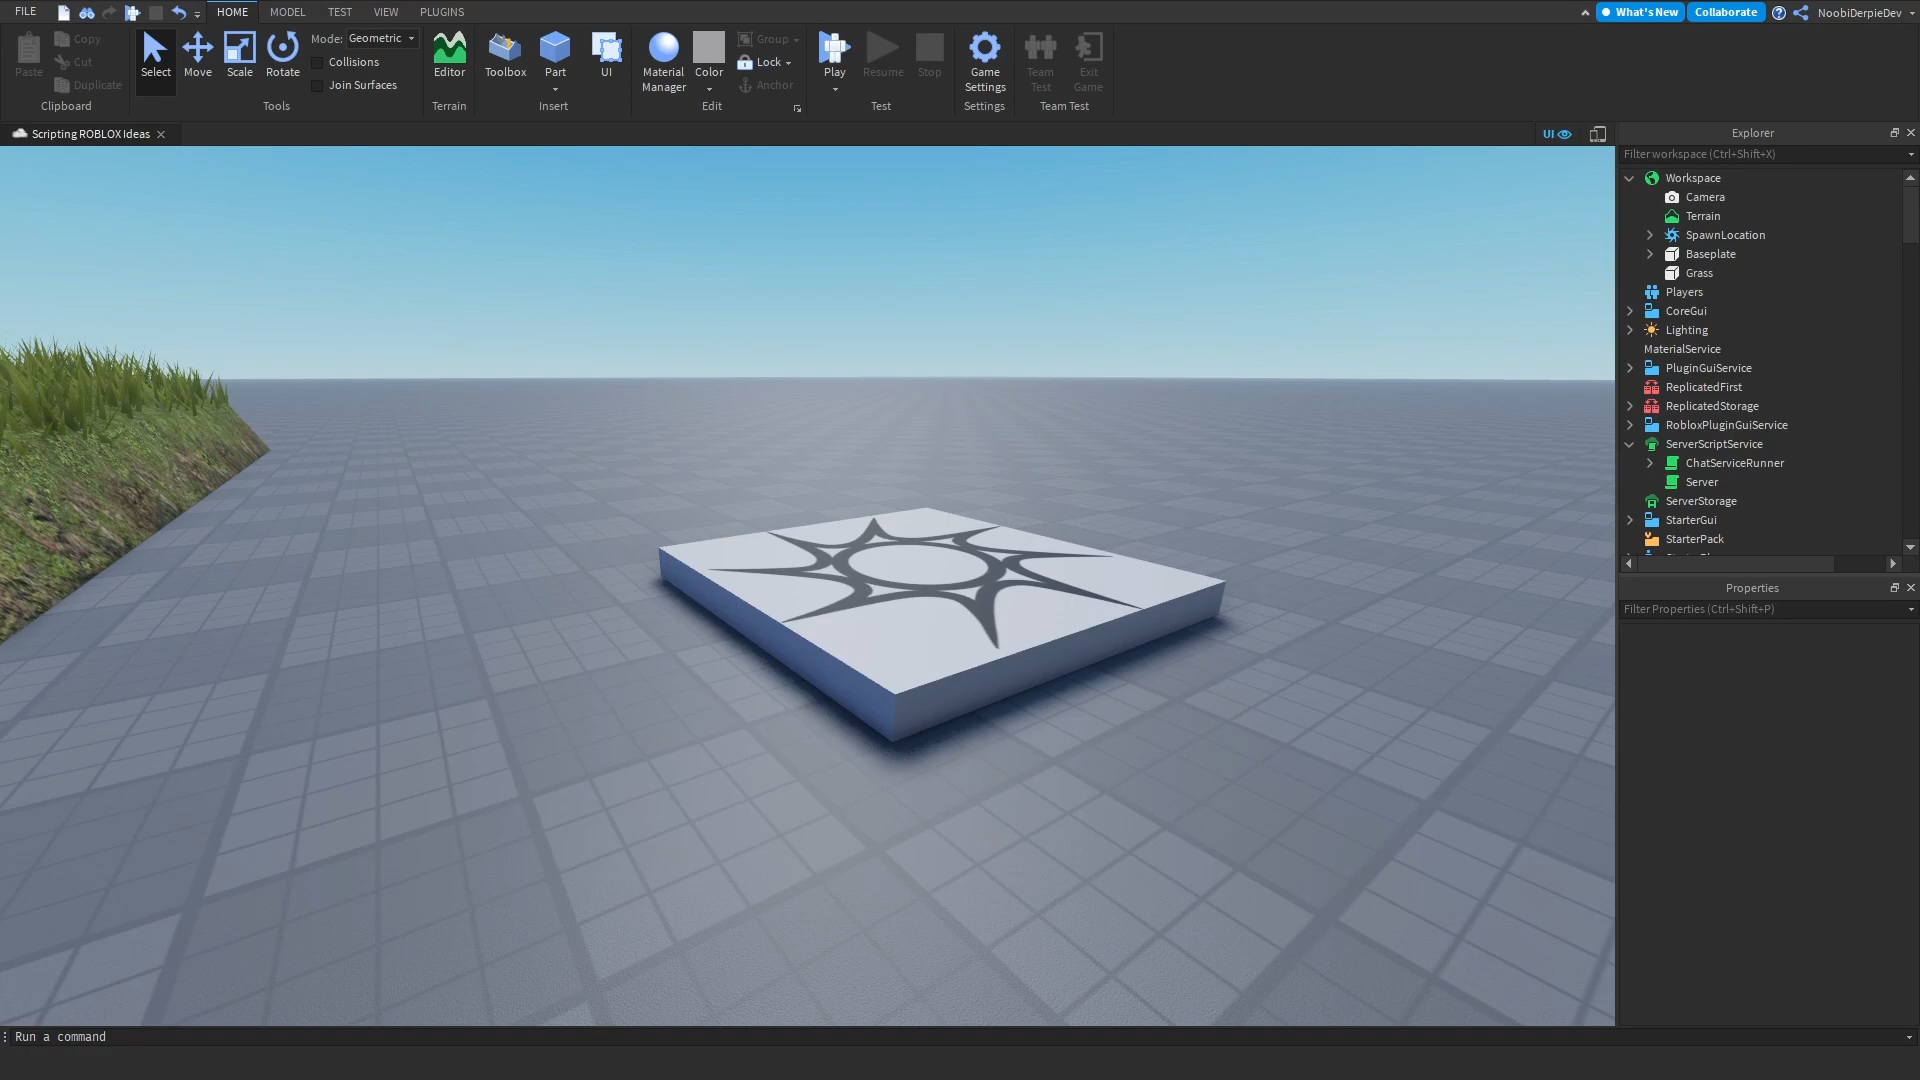 FILE
HOME
MODEL
TEST
VIEW
PLUGINS
What's New
Collaborate
NoobiDerpieDev
Paste
Copy
Cut
Duplicate
Clipboard
Select
Move
Scale
Rotate
Mode: Geometric
Collisions
Join Surfaces
Tools
Editor
Terrain
Toolbox
Part
UI
Insert
Material
Manager
Color
Group
Lock
Anchor
Edit
Play
Resume
Stop
Test
Game
Settings
Settings
Team
Test
Exit
Game
Team Test
Scripting ROBLOX Ideas
UI
Explorer
Filter workspace (Ctrl+Shift+X)
Workspace
Camera
Terrain
SpawnLocation
Baseplate
Grass
Players
CoreGui
Lighting
MaterialService
PluginGuiService
ReplicatedFirst
ReplicatedStorage
RobloxPluginGuiService
ServerScriptService
ChatServiceRunner
Server
ServerStorage
StarterGui
StarterPack
Properties
Filter Properties (Ctrl+Shift+P)
Run a command